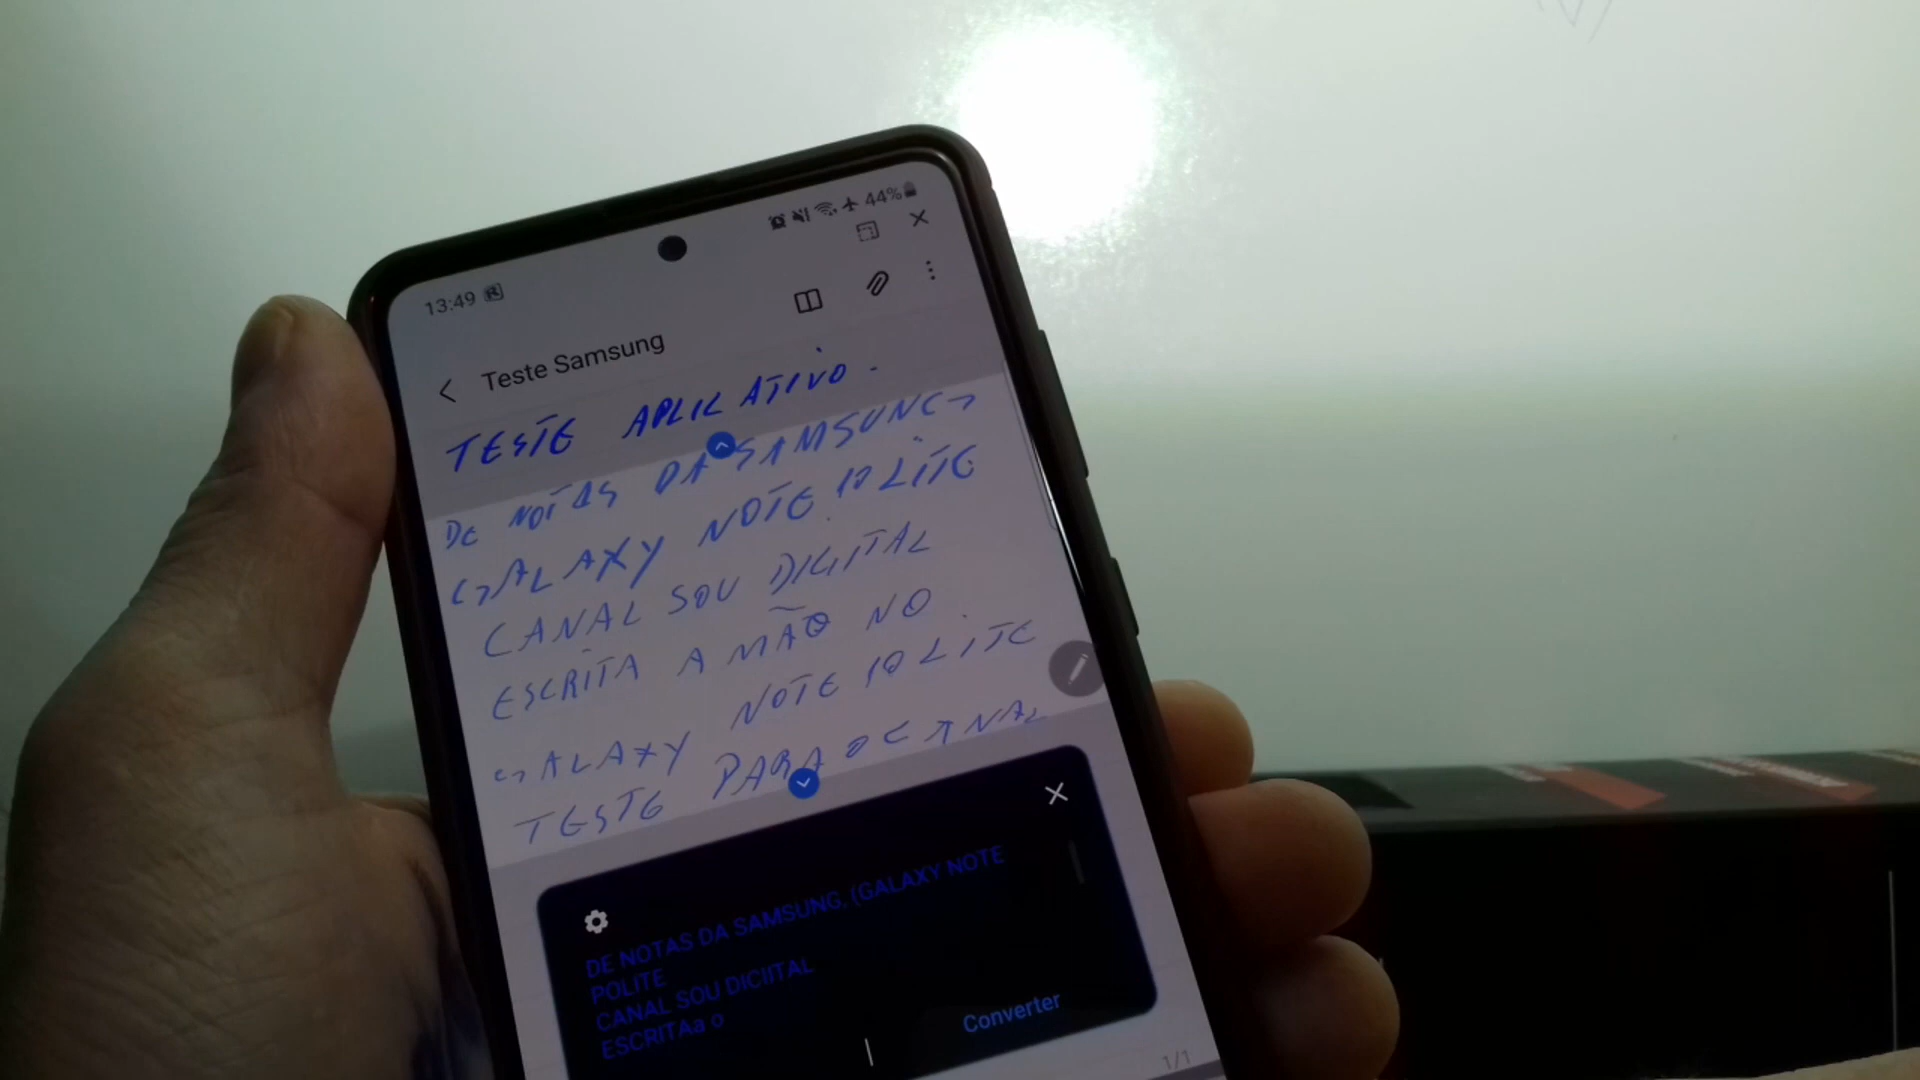 13:49
44%
Teste Samsung
TESTE APLICATIVO.
DE NOTAS DA SAMSUNG
GALAXY NOTE 10 LITE
CANAL SOU DIGITAL
ESCRITA A MÃO NO
GALAXY NOTE 10 LITE
TESTE PARA O CANAL
DE NOTAS DA SAMSUNG, (GALAXY NOTE
POLITE
CANAL SOU DICIITAL
ESCRITAa o
Converter
1/1